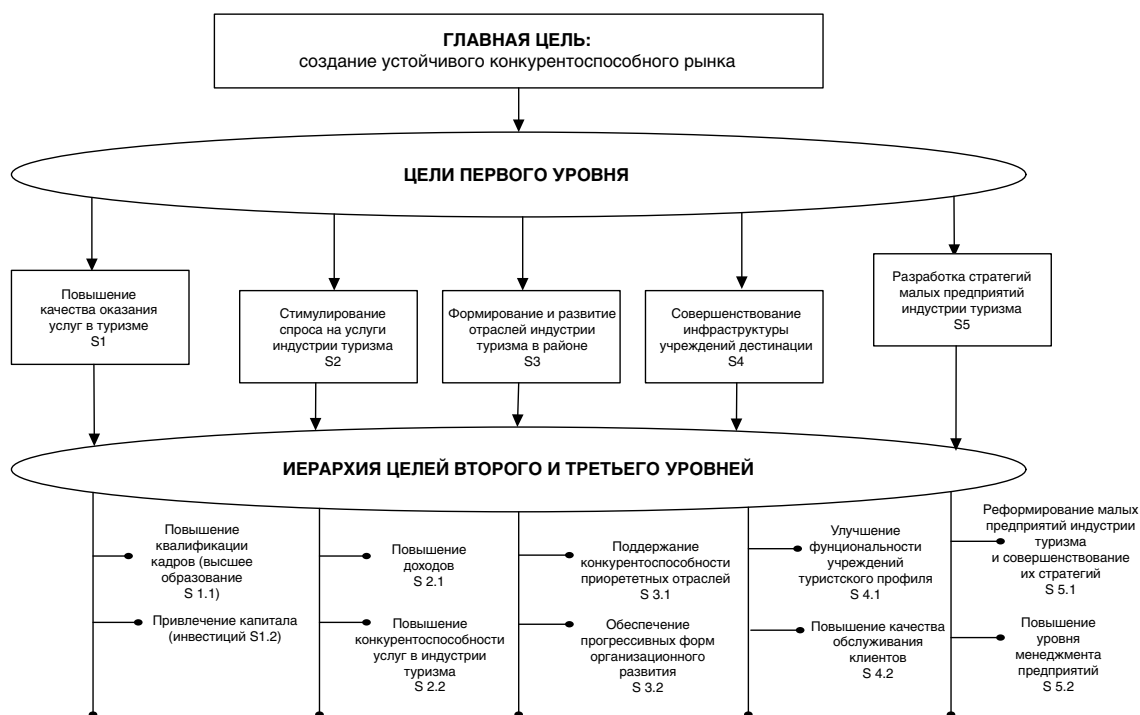 ГЛАВНАЯ ЦЕЛЬ:
создание устойчивого конкурентоспособного рынка
ЦЕЛИ ПЕРВОГО УРОВНЯ
Повышение
качества оказания
услуг в туризме
S1
Стимулирование
спроса на услуги
индустрии туризма
S2
Формирование и развитие
отраслей индустрии
туризма в районе
S3
Совершенствование
инфраструктуры
учреждений дестинации
S4
Разработка стратегий
малых предприятий
индустрии туризма
S5
ИЕРАРХИЯ ЦЕЛЕЙ ВТОРОГО И ТРЕТЬЕГО УРОВНЕЙ
Повышение
квалификации
кадров (высшее
образование
S 1.1)
Привлечение капитала
(инвестиций S1.2)
Повышение
доходов
S 2.1
Повышение
конкурентоспособности
услуг в индустрии
туризма
S 2.2
Поддержание
конкурентоспособности
приорететных отраслей
S 3.1
Обеспечение
прогрессивных форм
организационного
развития
S 3.2
Улучшение
фунциональности
учреждений
туристского профиля
S 4.1
Повышение качества
обслуживания
клиентов
S 4.2
Реформирование малых
предприятий индустрии
туризма
и совершенствование
их стратегий
S 5.1
Повышение
уровня
менеджмента
предприятий
S 5.2